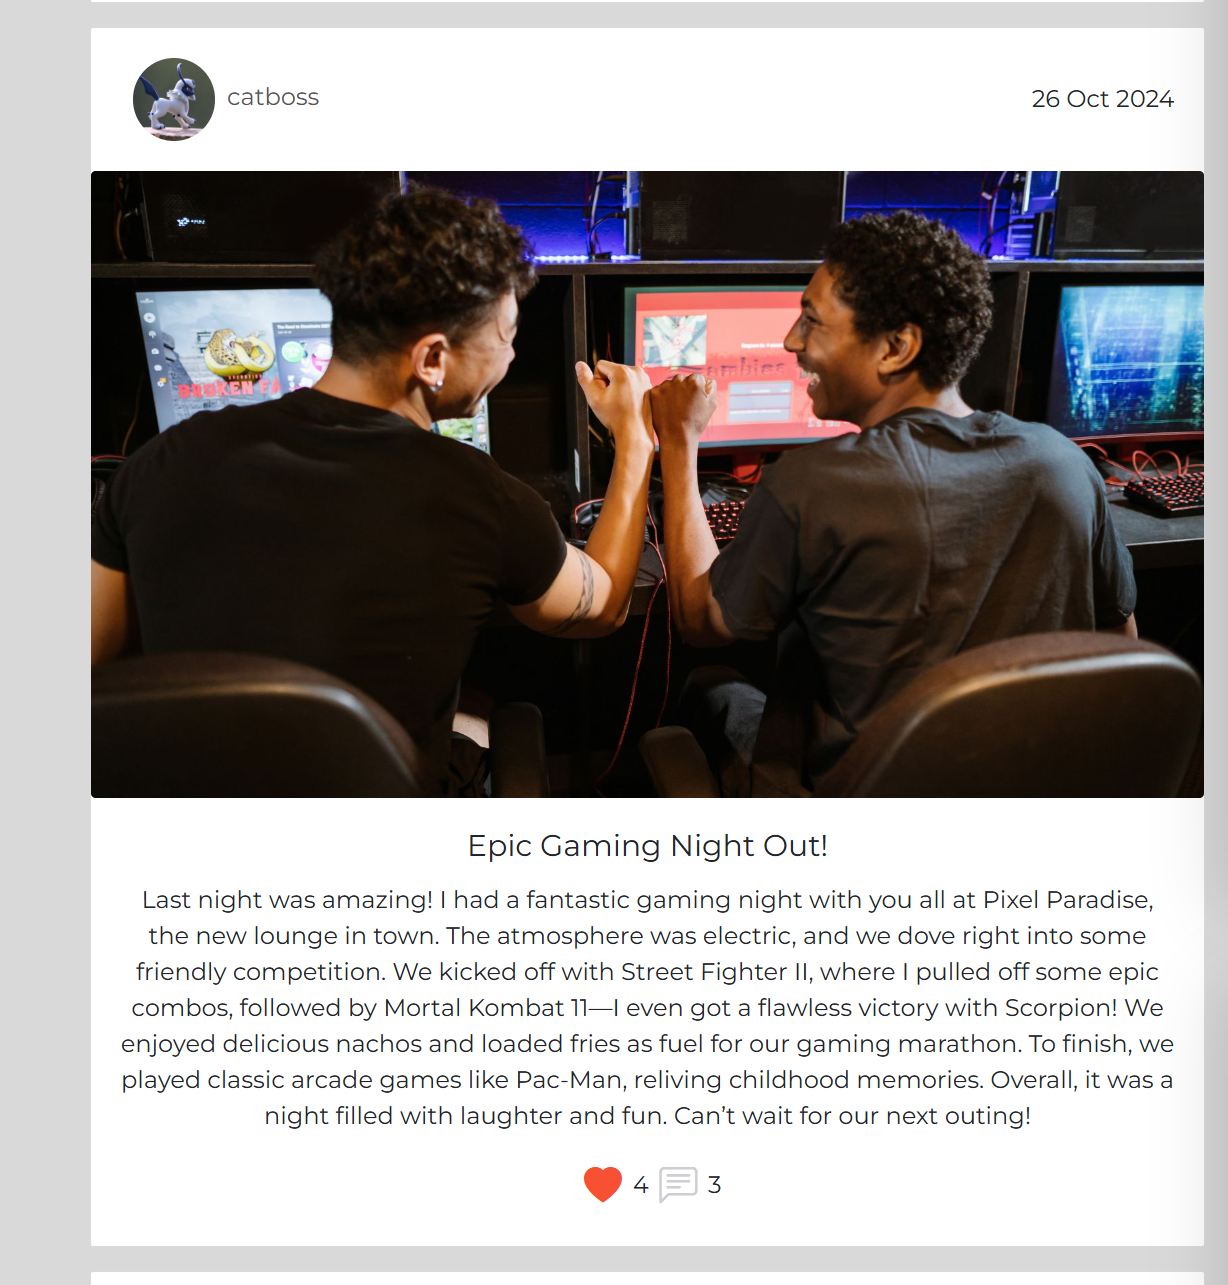 catboss
26 Oct 2024
BROKEN FA
Epic Gaming Night Out!
Last night was amazing! I had a fantastic gaming night with you all at Pixel Paradise,
the new lounge in town. The atmosphere was electric, and we dove right into some
friendly competition. We kicked off with Street Fighter II, where I pulled off some epic
combos, followed by Mortal Kombat 11—I even got a flawless victory with Scorpion! We
enjoyed delicious nachos and loaded fries as fuel for our gaming marathon. To finish, we
played classic arcade games like Pac-Man, reliving childhood memories. Overall, it was a
night filled with laughter and fun. Can’t wait for our next outing!
4 3